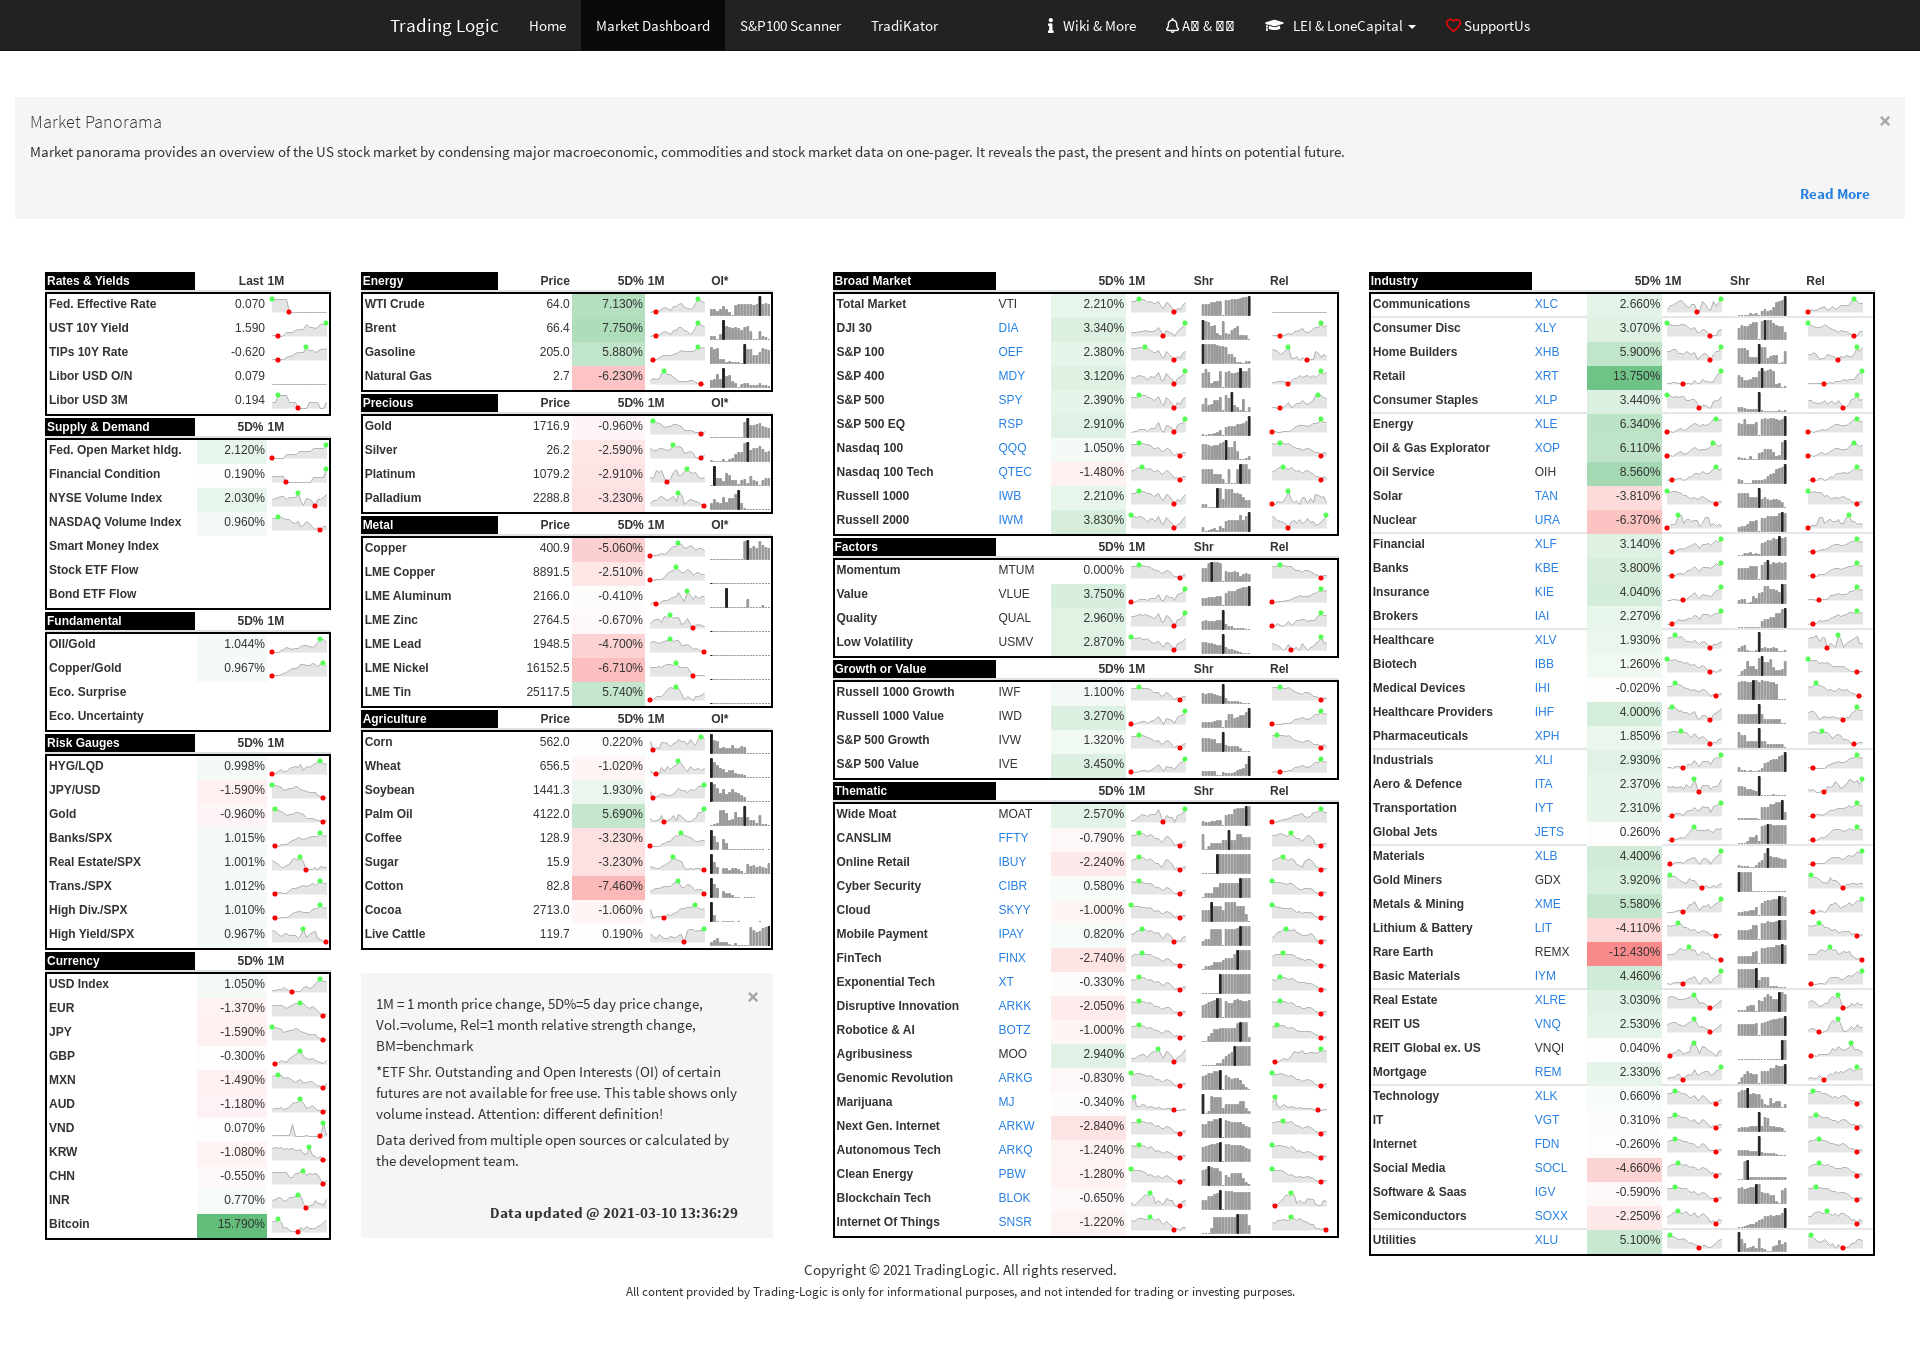 Trading Logic Home Market Dashboard S&P100 Scanner TradiKator Wiki & More LEI & LoneCapital SupportUs
Market Panorama ×
Market panorama provides an overview of the US stock market by condensing major macroeconomic, commodities and stock market data on one-pager. It reveals the past, the present and hints on potential future.
Read More
Rates & Yields Last 1M
Fed. Effective Rate 0.070
UST 10Y Yield 1.590
TIPs 10Y Rate -0.620
Libor USD O/N 0.079
Libor USD 3M 0.194
Supply & Demand 5D% 1M
Fed. Open Market hldg. 2.120%
Financial Condition 0.190%
NYSE Volume Index 2.030%
NASDAQ Volume Index 0.960%
Smart Money Index
Stock ETF Flow
Bond ETF Flow
Fundamental 5D% 1M
OIl/Gold 1.044%
Copper/Gold 0.967%
Eco. Surprise
Eco. Uncertainty
Risk Gauges 5D% 1M
HYG/LQD 0.998%
JPY/USD -1.590%
Gold -0.960%
Banks/SPX 1.015%
Real Estate/SPX 1.001%
Trans./SPX 1.012%
High Div./SPX 1.010%
High Yield/SPX 0.967%
Currency 5D% 1M
USD Index 1.050%
EUR -1.370%
JPY -1.590%
GBP -0.300%
MXN -1.490%
AUD -1.180%
VND 0.070%
KRW -1.080%
CHN -0.550%
INR 0.770%
Bitcoin 15.790%
Energy Price 5D% 1M OI*
WTI Crude 64.0 7.130%
Brent 66.4 7.750%
Gasoline 205.0 5.880%
Natural Gas 2.7 -6.230%
Precious Price 5D% 1M OI*
Gold 1716.9 -0.960%
Silver 26.2 -2.590%
Platinum 1079.2 -2.910%
Palladium 2288.8 -3.230%
Metal Price 5D% 1M OI*
Copper 400.9 -5.060%
LME Copper 8891.5 -2.510%
LME Aluminum 2166.0 -0.410%
LME Zinc 2764.5 -0.670%
LME Lead 1948.5 -4.700%
LME Nickel 16152.5 -6.710%
LME Tin 25117.5 5.740%
Agriculture Price 5D% 1M OI*
Corn 562.0 0.220%
Wheat 656.5 -1.020%
Soybean 1441.3 1.930%
Palm Oil 4122.0 5.690%
Coffee 128.9 -3.230%
Sugar 15.9 -3.230%
Cotton 82.8 -7.460%
Cocoa 2713.0 -1.060%
Live Cattle 119.7 0.190%
×
1M = 1 month price change, 5D%=5 day price change,
Vol.=volume, Rel=1 month relative strength change,
BM=benchmark
*ETF Shr. Outstanding and Open Interests (OI) of certain
futures are not available for free use. This table shows only
volume instead. Attention: different definition!
Data derived from multiple open sources or calculated by
the development team.
Data updated @ 2021-03-10 13:36:29
Broad Market 5D% 1M Shr Rel
Total Market VTI 2.210%
DJI 30 DIA 3.340%
S&P 100 OEF 2.380%
S&P 400 MDY 3.120%
S&P 500 SPY 2.390%
S&P 500 EQ RSP 2.910%
Nasdaq 100 QQQ 1.050%
Nasdaq 100 Tech QTEC -1.480%
Russell 1000 IWB 2.210%
Russell 2000 IWM 3.830%
Factors 5D% 1M Shr Rel
Momentum MTUM 0.000%
Value VLUE 3.750%
Quality QUAL 2.960%
Low Volatility USMV 2.870%
Growth or Value 5D% 1M Shr Rel
Russell 1000 Growth IWF 1.100%
Russell 1000 Value IWD 3.270%
S&P 500 Growth IVW 1.320%
S&P 500 Value IVE 3.450%
Thematic 5D% 1M Shr Rel
Wide Moat MOAT 2.570%
CANSLIM FFTY -0.790%
Online Retail IBUY -2.240%
Cyber Security CIBR 0.580%
Cloud SKYY -1.000%
Mobile Payment IPAY 0.820%
FinTech FINX -2.740%
Exponential Tech XT -0.330%
Disruptive Innovation ARKK -2.050%
Robotice & AI BOTZ -1.000%
Agribusiness MOO 2.940%
Genomic Revolution ARKG -0.830%
Marijuana MJ -0.340%
Next Gen. Internet ARKW -2.840%
Autonomous Tech ARKQ -1.240%
Clean Energy PBW -1.280%
Blockchain Tech BLOK -0.650%
Internet Of Things SNSR -1.220%
Industry 5D% 1M Shr Rel
Communications XLC 2.660%
Consumer Disc XLY 3.070%
Home Builders XHB 5.900%
Retail XRT 13.750%
Consumer Staples XLP 3.440%
Energy XLE 6.340%
Oil & Gas Explorator XOP 6.110%
Oil Service OIH 8.560%
Solar TAN -3.810%
Nuclear URA -6.370%
Financial XLF 3.140%
Banks KBE 3.800%
Insurance KIE 4.040%
Brokers IAI 2.270%
Healthcare XLV 1.930%
Biotech IBB 1.260%
Medical Devices IHI -0.020%
Healthcare Providers IHF 4.000%
Pharmaceuticals XPH 1.850%
Industrials XLI 2.930%
Aero & Defence ITA 2.370%
Transportation IYT 2.310%
Global Jets JETS 0.260%
Materials XLB 4.400%
Gold Miners GDX 3.920%
Metals & Mining XME 5.580%
Lithium & Battery LIT -4.110%
Rare Earth REMX -12.430%
Basic Materials IYM 4.460%
Real Estate XLRE 3.030%
REIT US VNQ 2.530%
REIT Global ex. US VNQI 0.040%
Mortgage REM 2.330%
Technology XLK 0.660%
IT VGT 0.310%
Internet FDN -0.260%
Social Media SOCL -4.660%
Software & Saas IGV -0.590%
Semiconductors SOXX -2.250%
Utilities XLU 5.100%
Copyright © 2021 TradingLogic. All rights reserved.
All content provided by Trading-Logic is only for informational purposes, and not intended for trading or investing purposes.